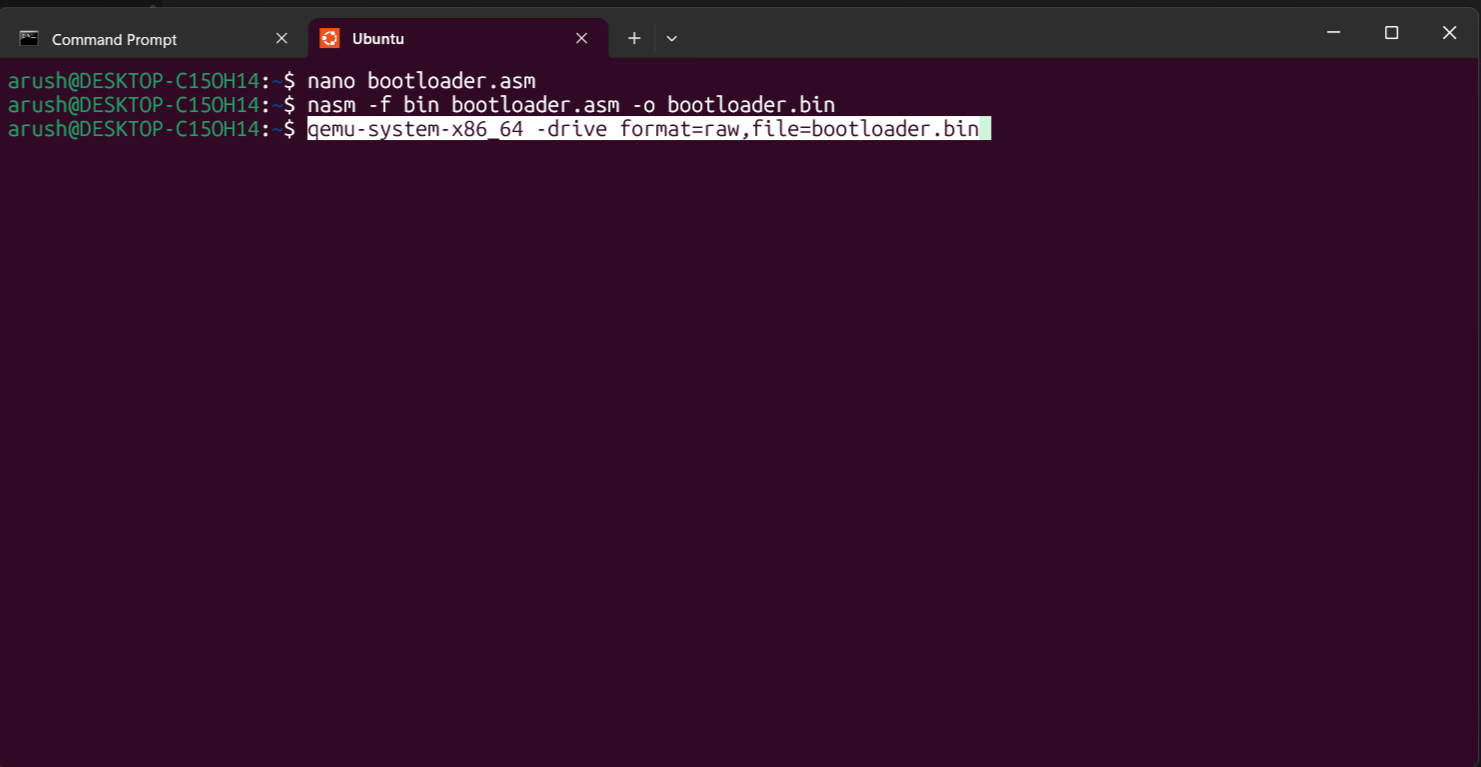 Command Prompt
Ubuntu
arush@DESKTOP-C15OH14:~$ nano bootloader.asm
arush@DESKTOP-C15OH14:~$ nasm -f bin bootloader.asm -o bootloader.bin
arush@DESKTOP-C15OH14:~$ qemu-system-x86_64 -drive format=raw,file=bootloader.bin